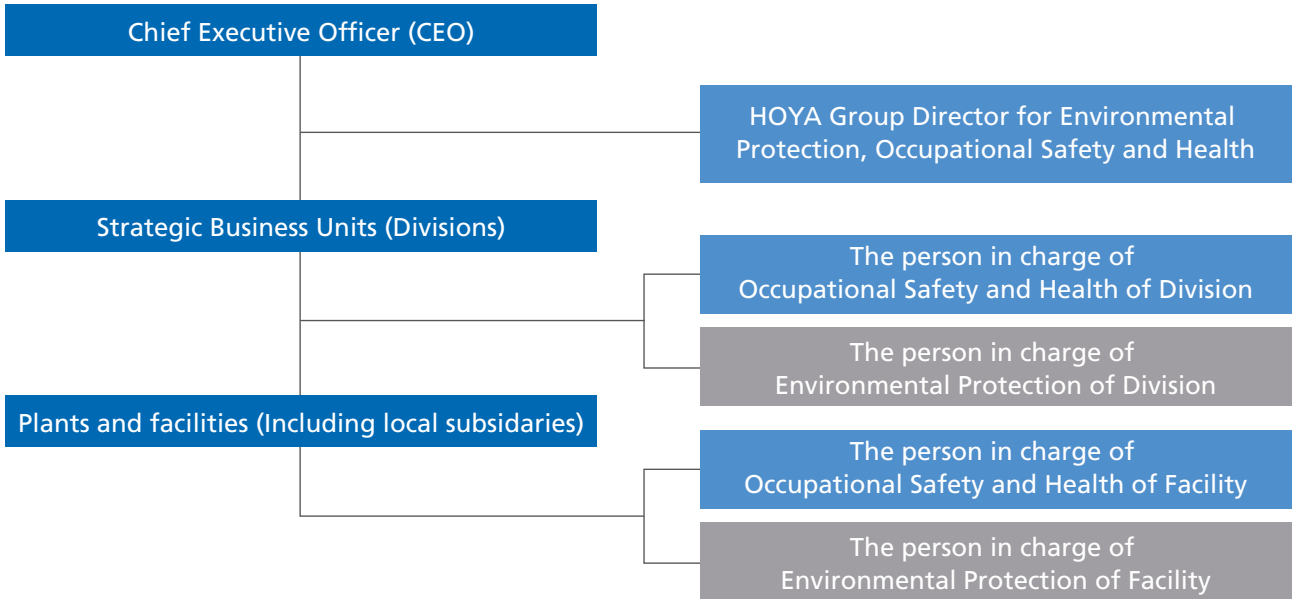 Chief Executive Officer (CEO)
HOYA Group Director for Environmental
Protection, Occupational Safety and Health
Strategic Business Units (Divisions)
The person in charge of
Occupational Safety and Health of Division
The person in charge of
Environmental Protection of Division
Plants and facilities (Including local subsidaries)
The person in charge of
Occupational Safety and Health of Facility
The person in charge of
Environmental Protection of Facility